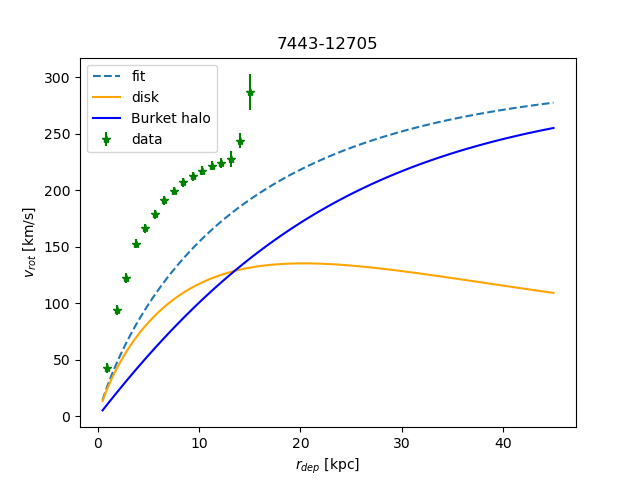 7443-12705
fit
disk
Burket halo
data
300
250
200
150
100
50
0
v_rot [km/s]
0 10 20 30 40
r_dep [kpc]